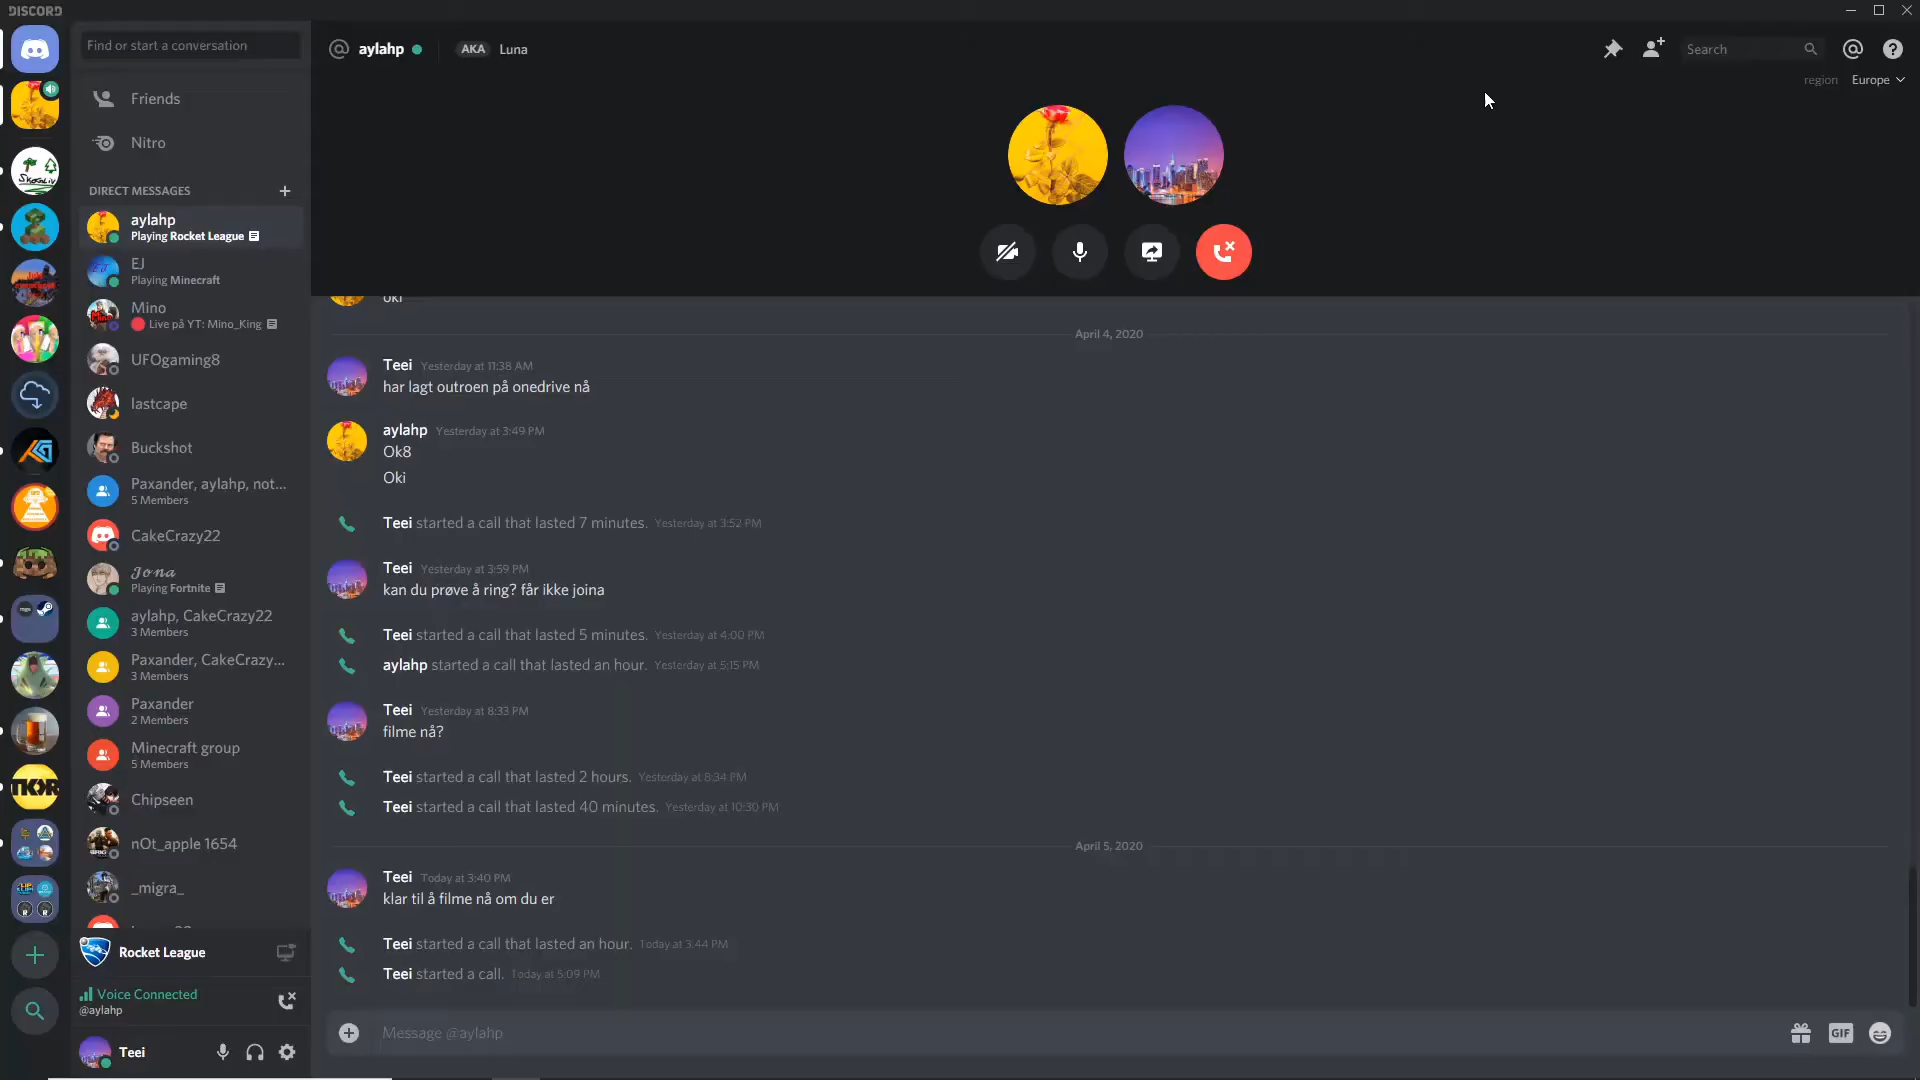 DISCORD
Find or start a conversation
Friends
Nitro
DIRECT MESSAGES
aylahp
Playing Rocket League
EJ
Playing Minecraft
Mino
Live på YT: Mino_King
UFOgaming8
lastcape
Buckshot
Paxander, aylahp, not...
5 Members
CakeCrazy22
Jona
Playing Fortnite
aylahp, CakeCrazy22
3 Members
Paxander, CakeCrazy...
3 Members
Paxander
2 Members
Minecraft group
5 Members
Chipseen
nOt_apple 1654
_migra_
Rocket League
Voice Connected
@aylahp
Teei
aylahp AKA Luna
Search
region Europe
oki
April 4, 2020
Teei Yesterday at 11:38 AM
har lagt outroen på onedrive nå
aylahp Yesterday at 3:49 PM
Ok8
Oki
Teei started a call that lasted 7 minutes. Yesterday at 3:52 PM
Teei Yesterday at 3:59 PM
kan du prøve å ring? får ikke joina
Teei started a call that lasted 5 minutes. Yesterday at 4:00 PM
aylahp started a call that lasted an hour. Yesterday at 5:15 PM
Teei Yesterday at 8:33 PM
filme nå?
Teei started a call that lasted 2 hours. Yesterday at 8:34 PM
Teei started a call that lasted 40 minutes. Yesterday at 10:30 PM
April 5, 2020
Teei Today at 3:40 PM
klar til å filme nå om du er
Teei started a call that lasted an hour. Today at 3:44 PM
Teei started a call. Today at 5:09 PM
Message @aylahp
GIF
TKOR